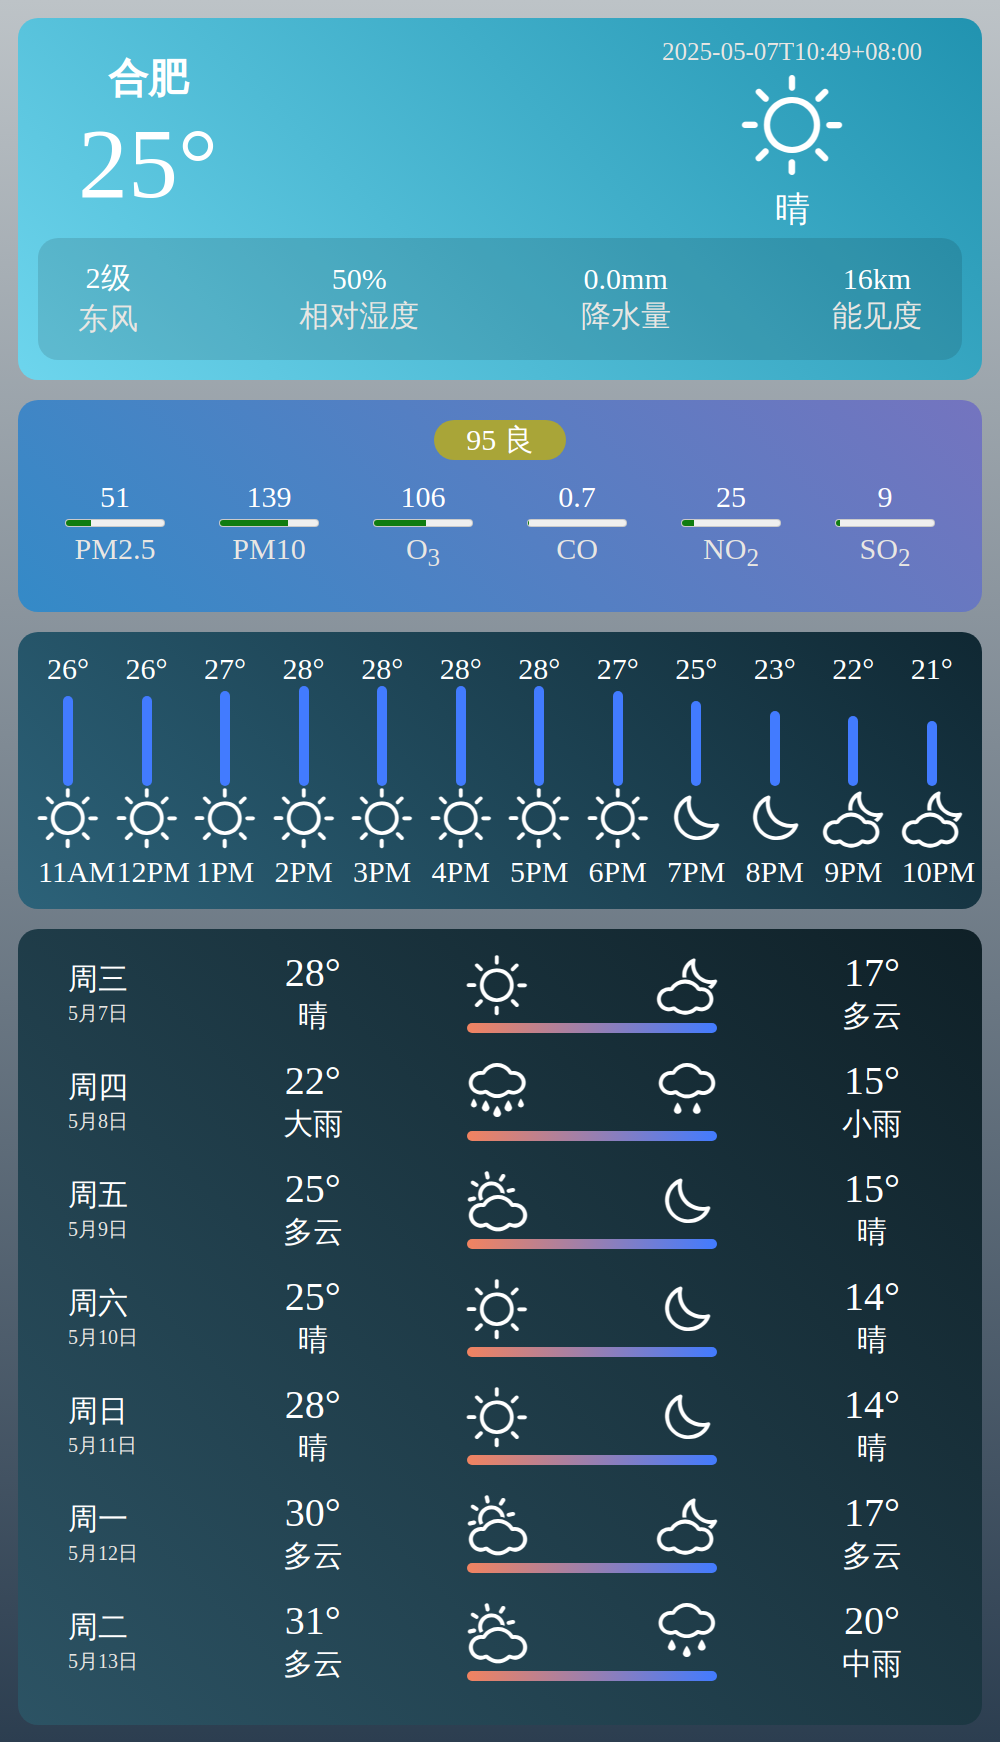 合肥
25°
2025-05-07T10:49+08:00
晴
2级 50% 0.0mm 16km
东风 相对湿度 降水量 能见度
95 良
51 139 106 0.7 25 9
PM2.5 PM10 O3 CO NO2 SO2
26° 26° 27° 28° 28° 28° 28° 27° 25° 23° 22° 21°
11AM 12PM 1PM 2PM 3PM 4PM 5PM 6PM 7PM 8PM 9PM 10PM
周三 28° 17°
5月7日 晴 多云
周四 22° 15°
5月8日 大雨 小雨
周五 25° 15°
5月9日 多云 晴
周六 25° 14°
5月10日 晴 晴
周日 28° 14°
5月11日 晴 晴
周一 30° 17°
5月12日 多云 多云
周二 31° 20°
5月13日 多云 中雨